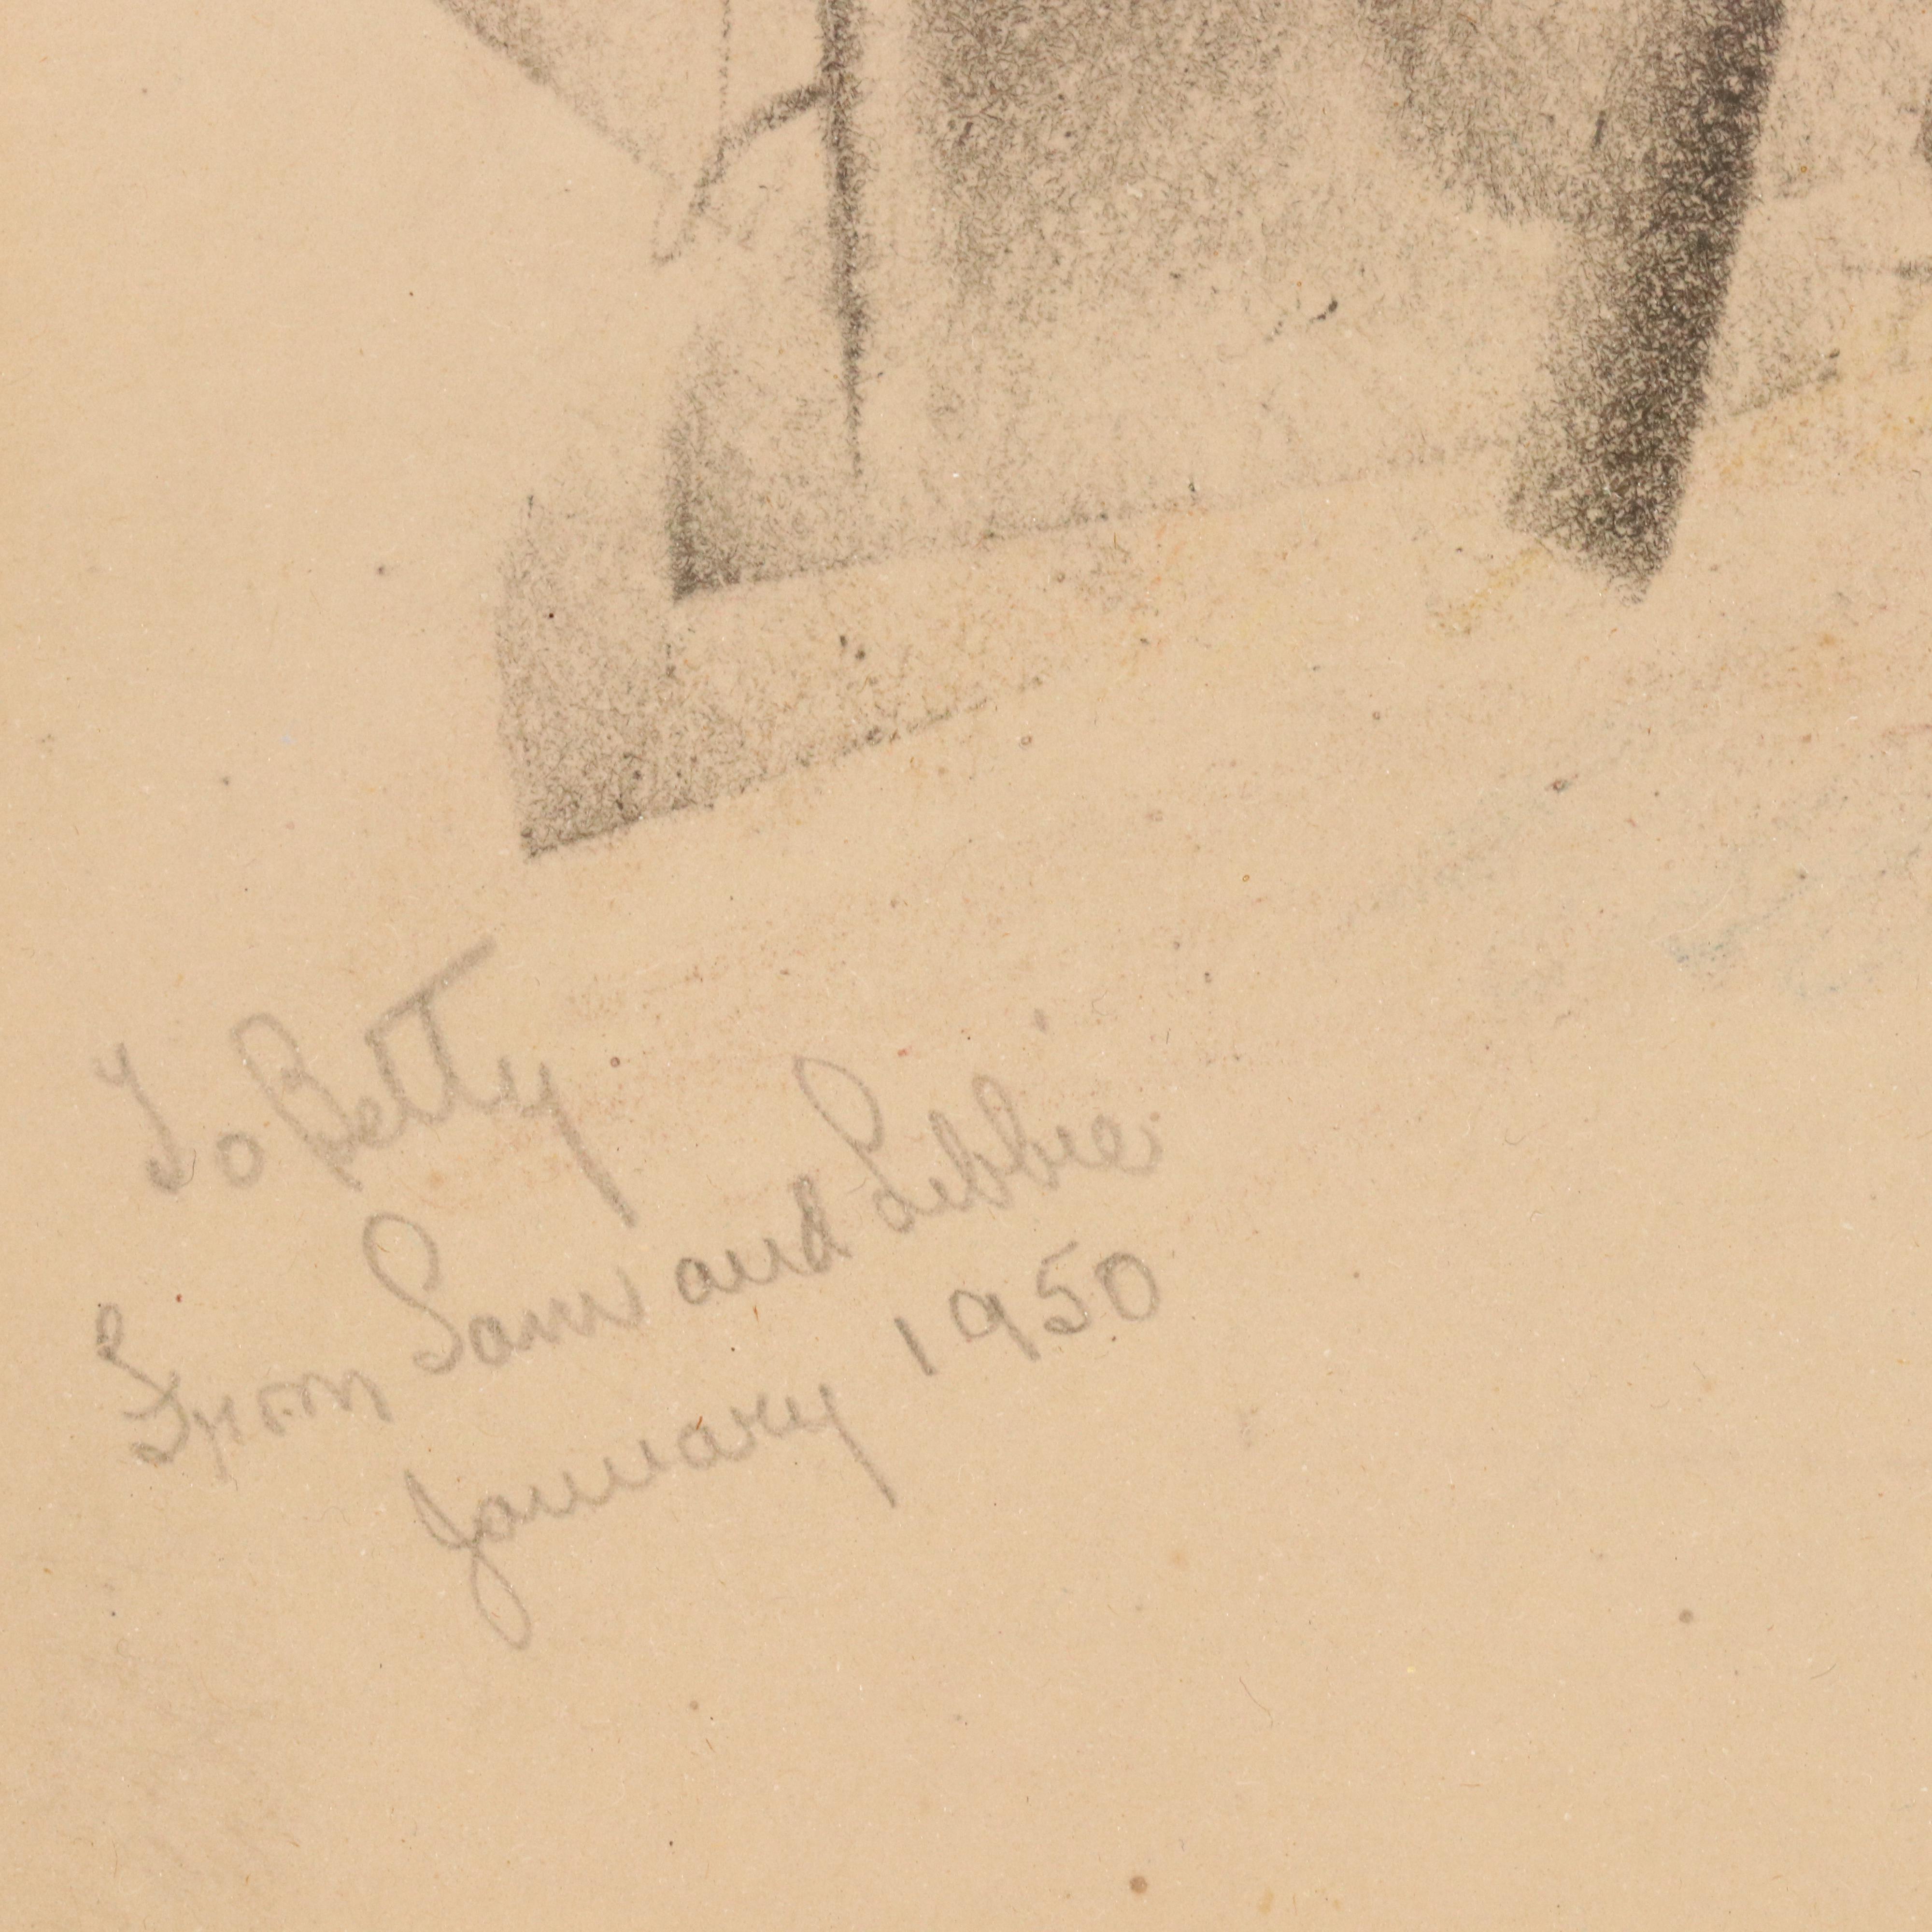 To Betty
From Sam and Libbie
January 1950